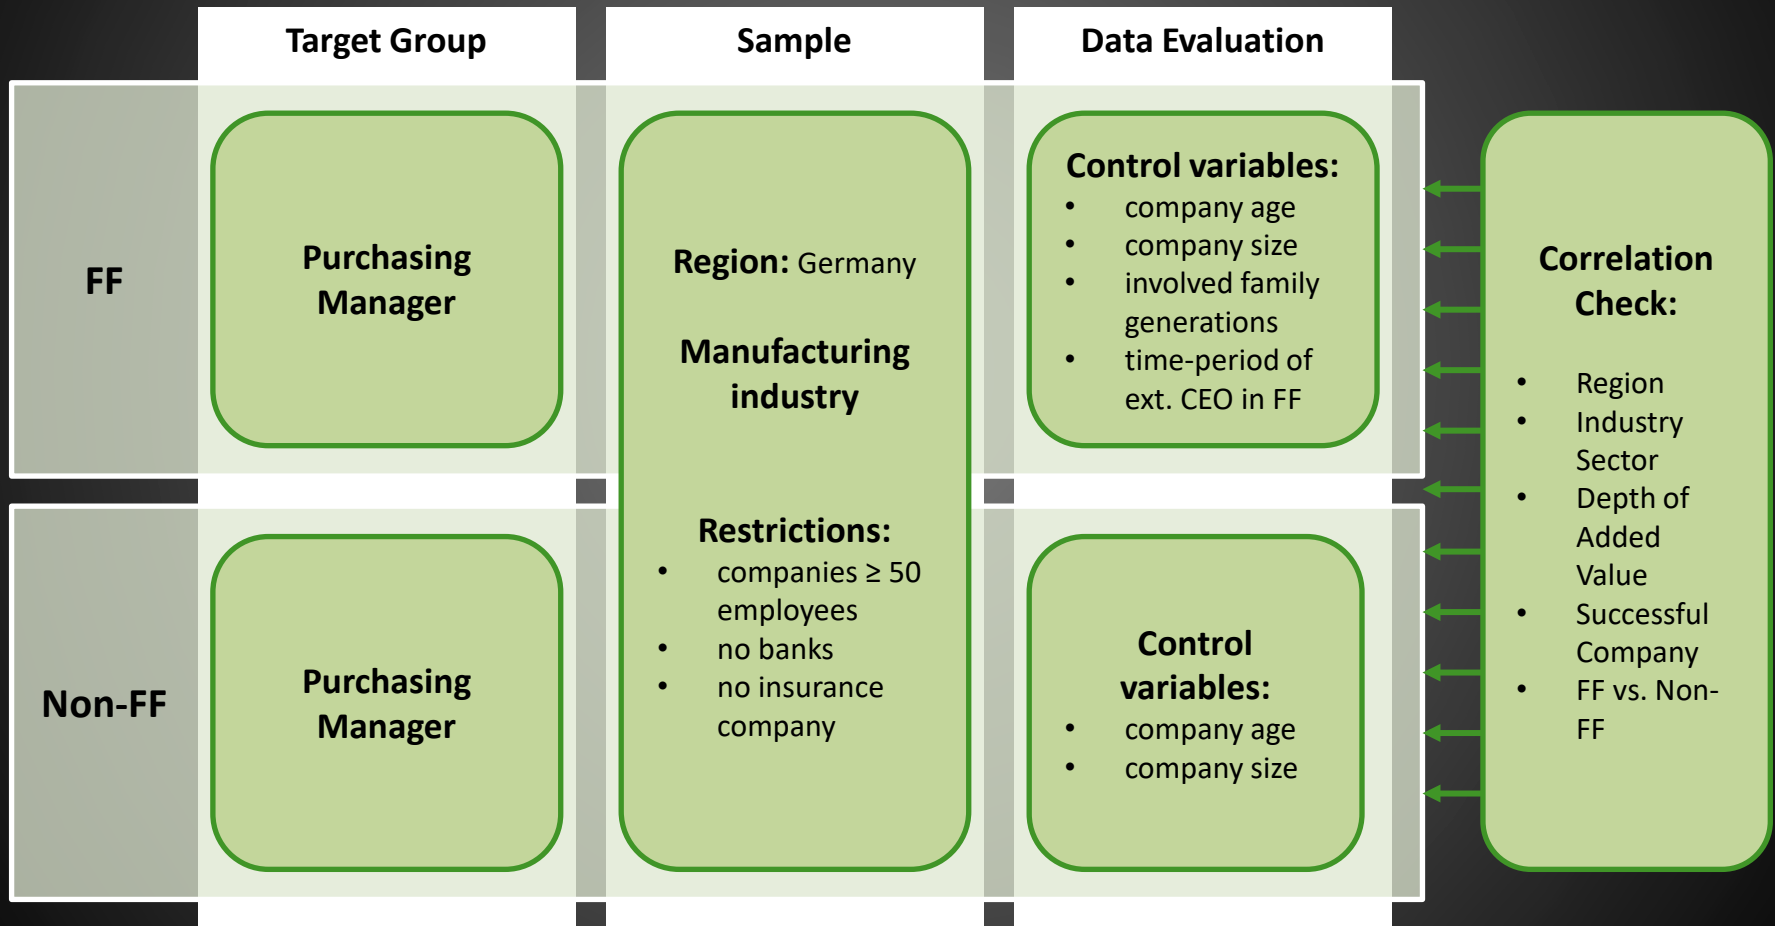 Target Group
Sample
Data Evaluation
FF
Purchasing
Manager
Region: Germany
Manufacturing
industry
Restrictions:
• companies ≥ 50
employees
• no banks
• no insurance
company
Control variables:
• company age
• company size
• involved family
generations
• time-period of
ext. CEO in FF
Non-FF
Purchasing
Manager
Control
variables:
• company age
• company size
Correlation
Check:
• Region
• Industry
Sector
• Depth of
Added
Value
• Successful
Company
• FF vs. Non-
FF